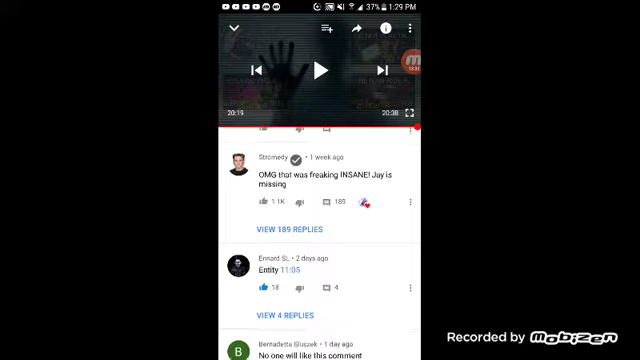 37% 1:29 PM
20:19
20:38
Stromedy • 1 week ago
OMG that was freaking INSANE! Jay is
missing
1.1K 189
VIEW 189 REPLIES
Ennard SL • 2 days ago
Entity 11:05
18 4
VIEW 4 REPLIES
Bernadetta Gluszek • 1 day ago
B
No one will like this comment
Recorded by mobizen